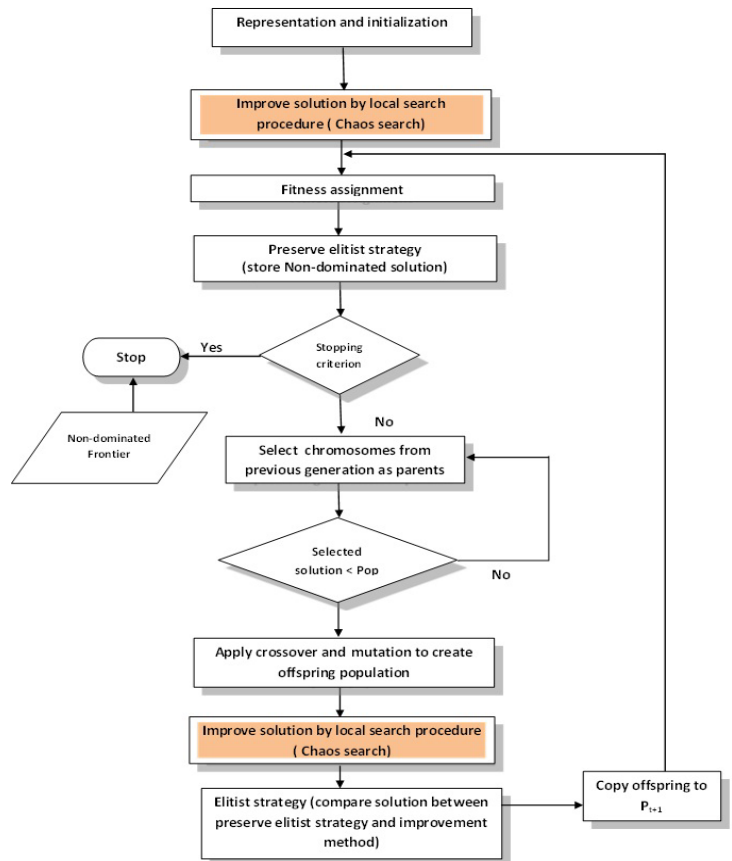 Representation and initialization
Improve solution by local search
procedure ( Chaos search)
Fitness assignment
Preserve elitist strategy
(store Non-dominated solution)
Stopping
criterion
Yes
Stop
Non-dominated
Frontier
No
Select chromosomes from
previous generation as parents
Selected
solution < Pop
No
Apply crossover and mutation to create
offspring population
Improve solution by local search procedure
( Chaos search)
Elitist strategy (compare solution between
preserve elitist strategy and improvement
method)
Copy offspring to
Pₜ₊₁